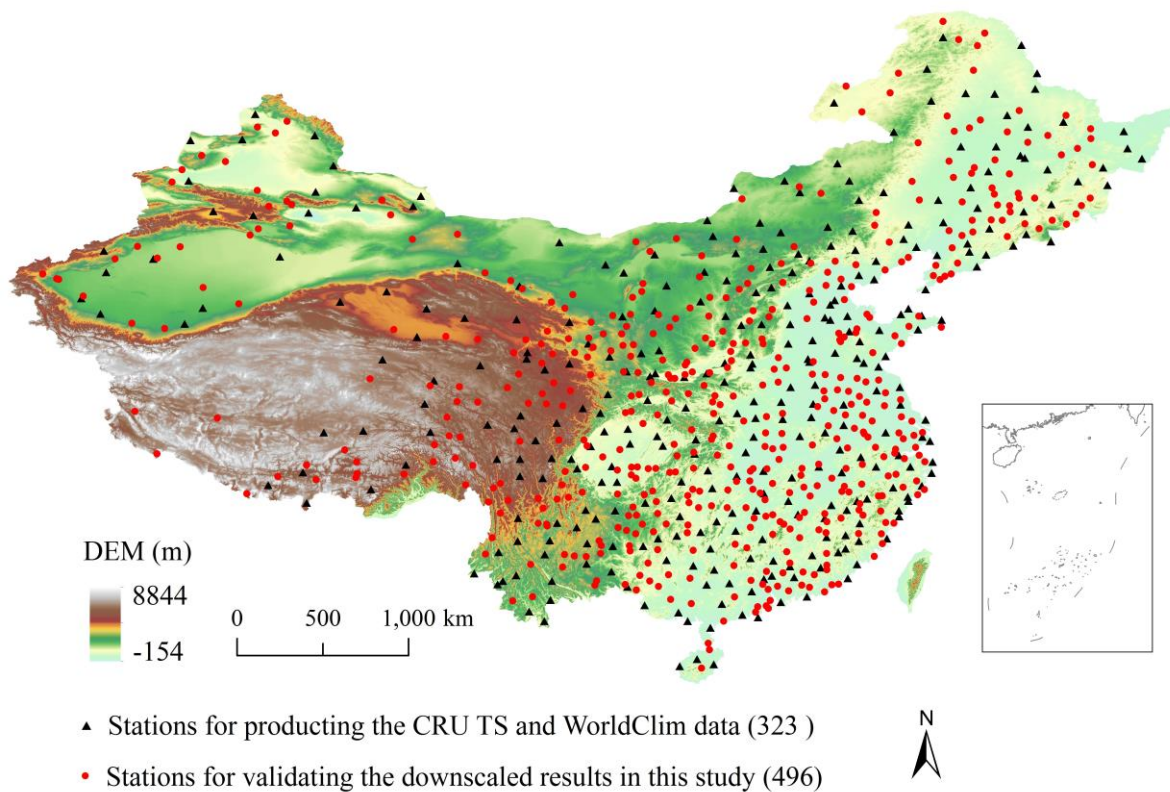 DEM (m)
8844
-154
0 500 1,000 km
N
▲ Stations for producting the CRU TS and WorldClim data (323 )
● Stations for validating the downscaled results in this study (496)